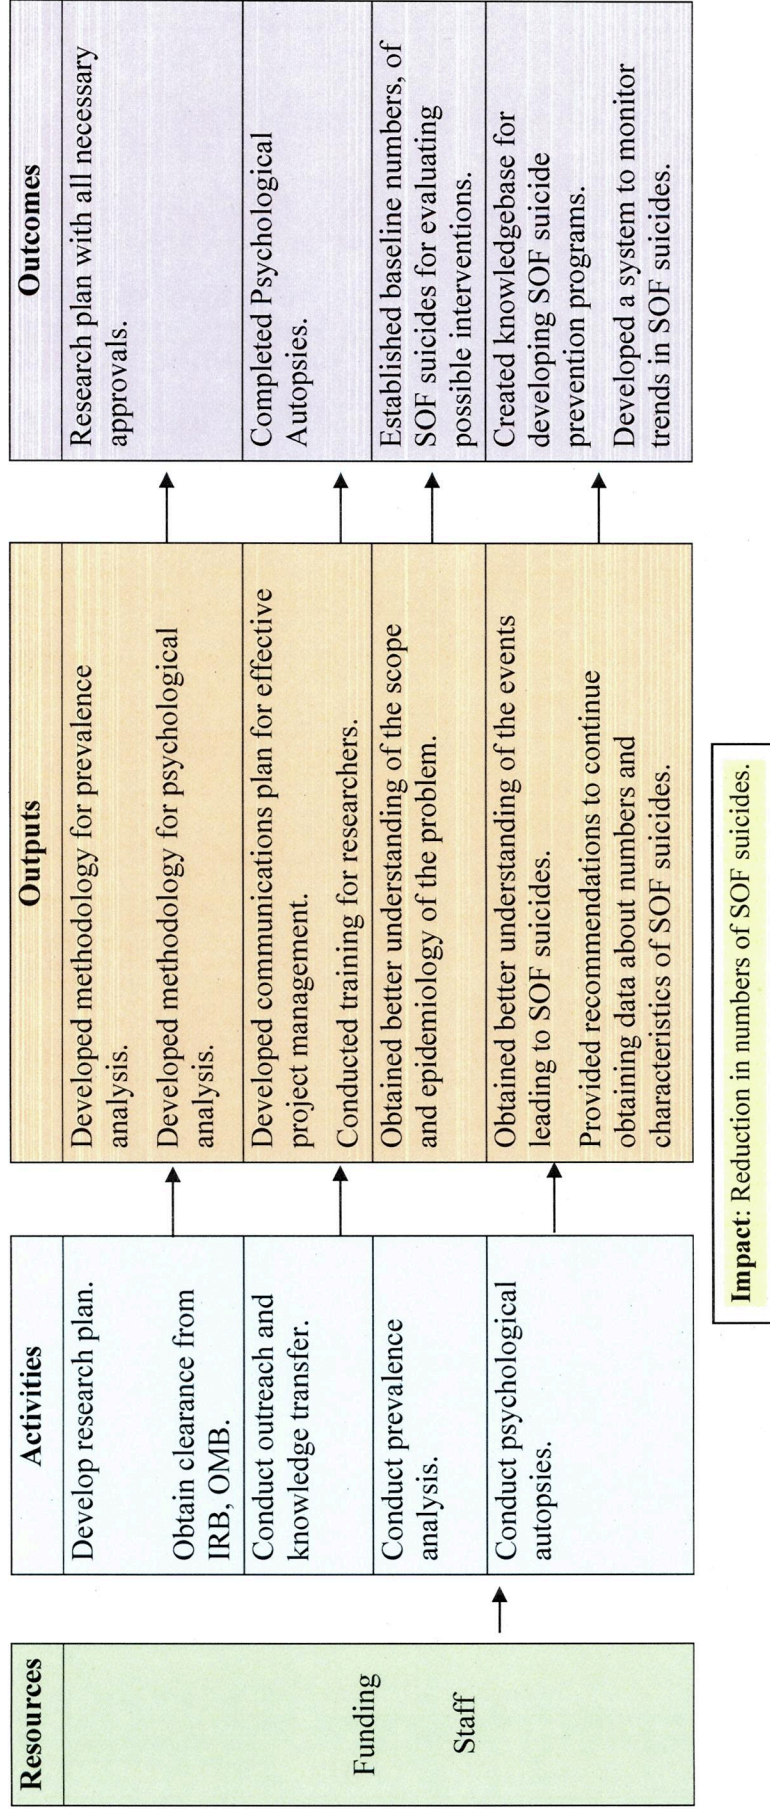 Resources
Funding
Staff
Activities
Develop research plan.
Obtain clearance from
IRB, OMB.
Conduct outreach and
knowledge transfer.
Conduct prevalence
analysis.
Conduct psychological
autopsies.
Outputs
Developed methodology for prevalence
analysis.
Developed methodology for psychological
analysis.
Developed communications plan for effective
project management.
Conducted training for researchers.
Obtained better understanding of the scope
and epidemiology of the problem.
Obtained better understanding of the events
leading to SOF suicides.
Provided recommendations to continue
obtaining data about numbers and
characteristics of SOF suicides.
Outcomes
Research plan with all necessary
approvals.
Completed Psychological
Autopsies.
Established baseline numbers, of
SOF suicides for evaluating
possible interventions.
Created knowledgebase for
developing SOF suicide
prevention programs.
Developed a system to monitor
trends in SOF suicides.
Impact: Reduction in numbers of SOF suicides.